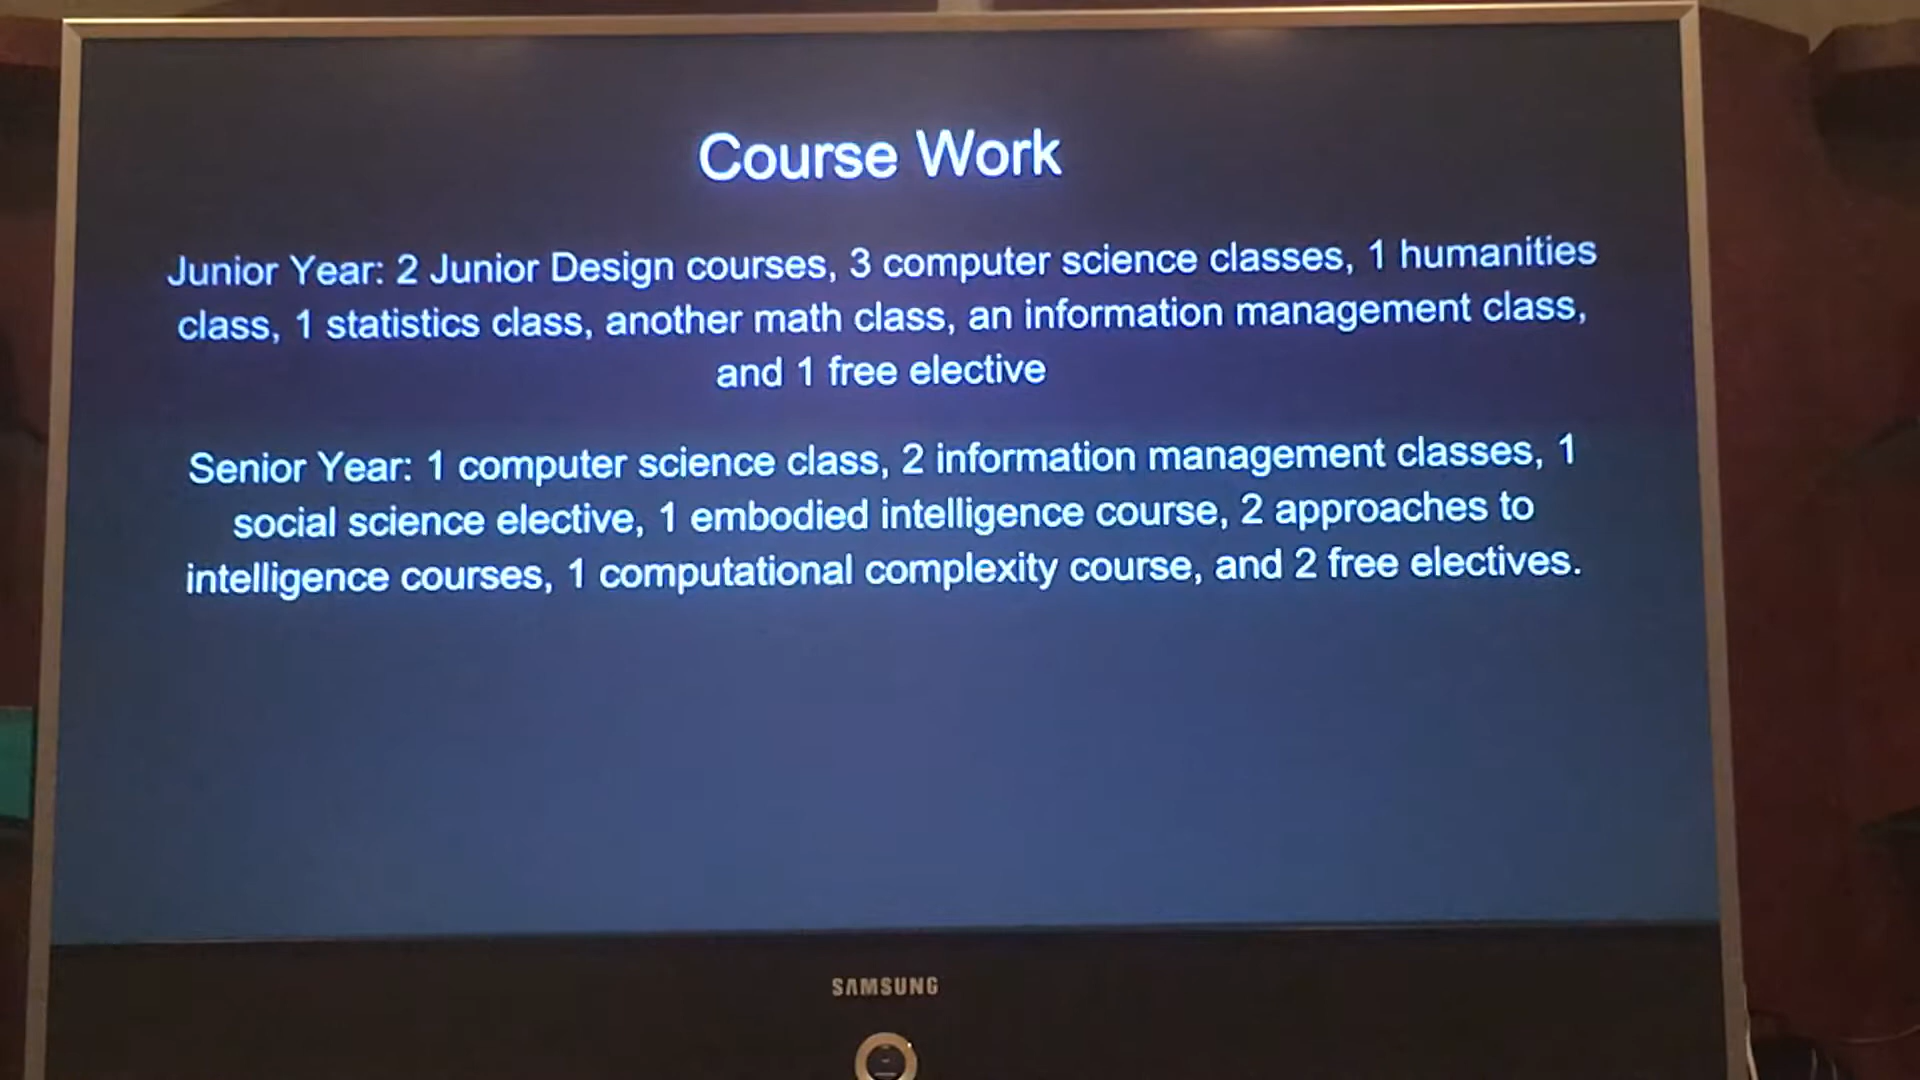 Course Work
Junior Year: 2 Junior Design courses, 3 computer science classes, 1 humanities
class, 1 statistics class, another math class, an information management class,
and 1 free elective
Senior Year: 1 computer science class, 2 information management classes, 1
social science elective, 1 embodied intelligence course, 2 approaches to
intelligence courses, 1 computational complexity course, and 2 free electives.
SAMSUNG